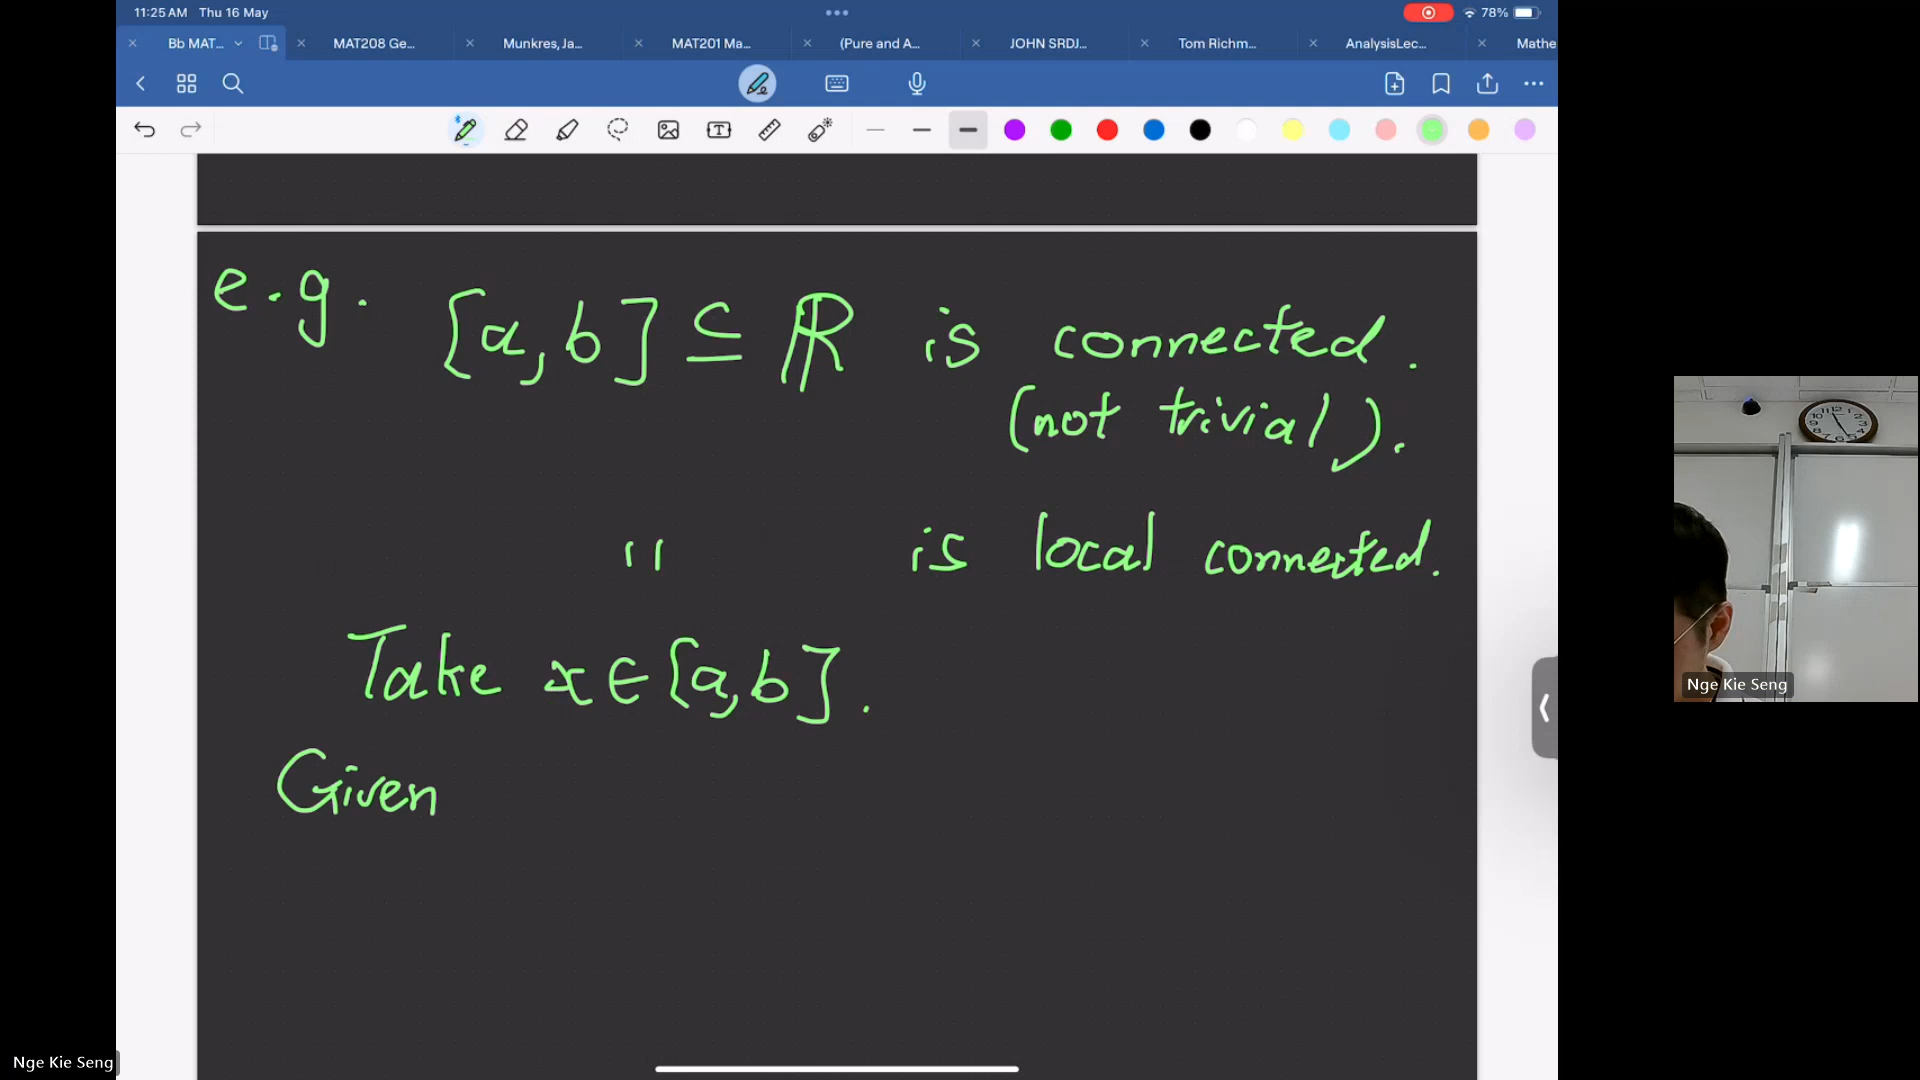 11:25 AM Thu 16 May
78%
Bb MAT...
MAT208 Ge...
Munkres, Ja...
MAT201 Ma...
(Pure and A...
JOHN SRDJ...
Tom Richm...
AnalysisLec...
Mathe
e.g. [a,b] ⊆ ℝ is connected.
(not trivial).
" is local connected.
Take x ∈ [a,b].
Given
Nge Kie Seng
Nge Kie Seng